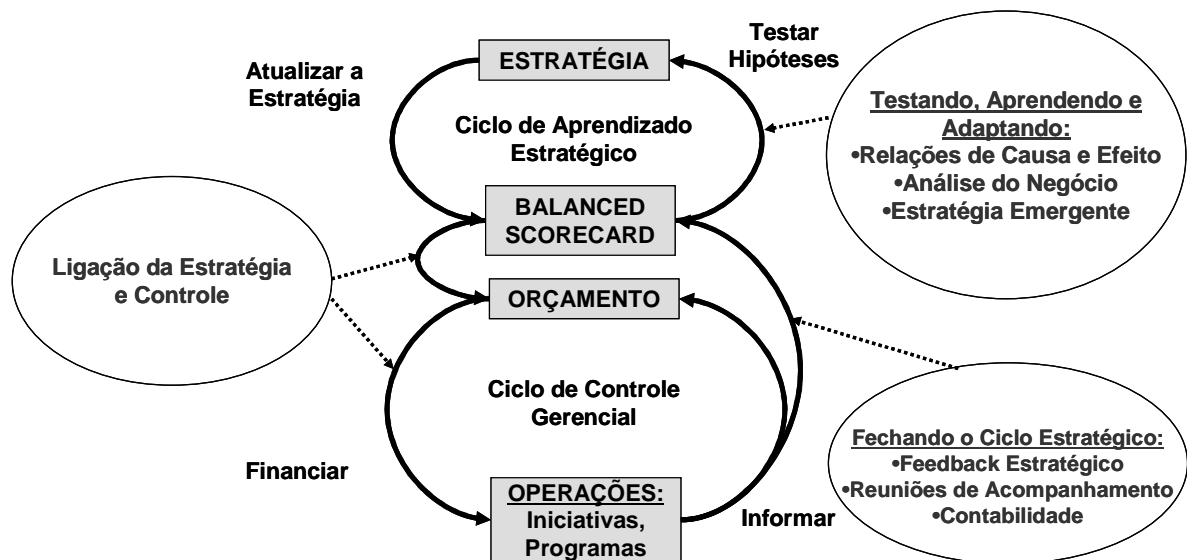 Testar
Hipóteses
ESTRATÉGIA
Atualizar a
Estratégia
Ciclo de Aprendizado
Estratégico
Testando, Aprendendo e
Adaptando:
•Relações de Causa e Efeito
•Análise do Negócio
•Estratégia Emergente
BALANCED
SCORECARD
Ligação da Estratégia
e Controle
ORÇAMENTO
Ciclo de Controle
Gerencial
Financiar
Fechando o Ciclo Estratégico:
•Feedback Estratégico
•Reuniões de Acompanhamento
•Contabilidade
OPERAÇÕES:
Iniciativas,
Programas
Informar